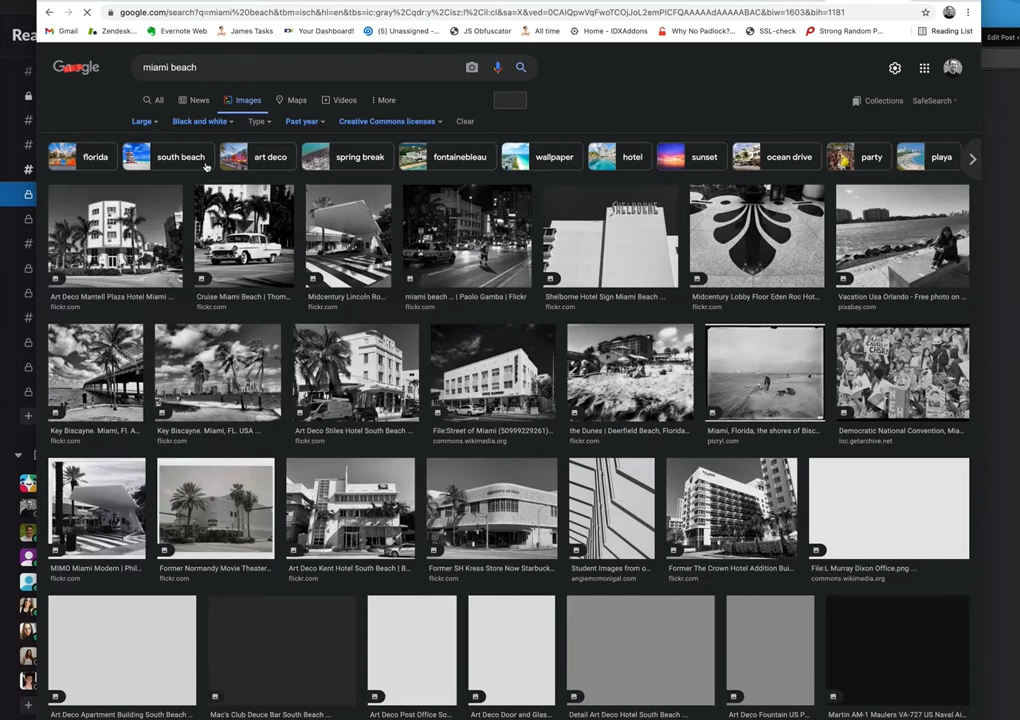 google.com/search?q=miami beach&tbm=isch&hl=en&tbs=ic:gray%2Cqdr:y%2Cisz:l%2Cil:cl&sa=X&ved=0CAIQpwVqFwoTCOjJoL2emPICFQAAAAAdAAAAABAC&biw=1603&bih=1181
Gmail
Zendesk...
Evernote Web
James Tasks
Your Dashboard!
(5) Unassigned -...
JS Obfuscator
All time
Home - IDXAddons
Why No Padlock?...
SSL-check
Strong Random P...
Reading List
Rea
Edit Post
Google
miami beach
All
News
Images
Maps
Videos
More
Collections
SafeSearch
Large
Black and white
Type
Past year
Creative Commons licenses
Clear
florida
south beach
art deco
spring break
fontainebleau
wallpaper
hotel
sunset
ocean drive
party
playa
SHELBORNE
Art Deco Mantell Plaza Hotel Miami ...
flickr.com
Cruise Miami Beach | Thom...
flickr.com
Midcentury Lincoln Ro...
flickr.com
miami beach ... | Paolo Gamba | Flickr
flickr.com
Shelborne Hotel Sign Miami Beach ...
flickr.com
Midcentury Lobby Floor Eden Roc Hot...
flickr.com
Vacation Usa Orlando - Free photo on ...
pixabay.com
Key Biscayne. Miami, Fl. A...
flickr.com
Key Biscayne. Miami, FL. USA ...
flickr.com
Art Deco Stiles Hotel South Beach ...
flickr.com
File:Street of Miami (50999229261)...
commons.wikimedia.org
the Dunes | Deerfield Beach, Florida...
flickr.com
Miami, Florida, the shores of Bisc...
picryl.com
Democratic National Convention, Mia...
loc.getarchive.net
MIMO Miami Modern | Phil...
flickr.com
Former Normandy Movie Theater...
flickr.com
Art Deco Kent Hotel South Beach | B...
flickr.com
Former SH Kress Store Now Starbuck...
flickr.com
Student Images from o...
angiemcmonigal.com
Former The Crown Hotel Addition Bui...
flickr.com
File:L Murray Dixon Office.png ...
commons.wikimedia.org
Art Deco Apartment Building South Beach ...
Mac's Club Deuce Bar South Beach ...
Art Deco Post Office So...
Art Deco Door and Glas...
Detail Art Deco Hotel South Beach ...
Art Deco Fountain US P...
Martin AM-1 Maulers VA-727 US Naval Ai...